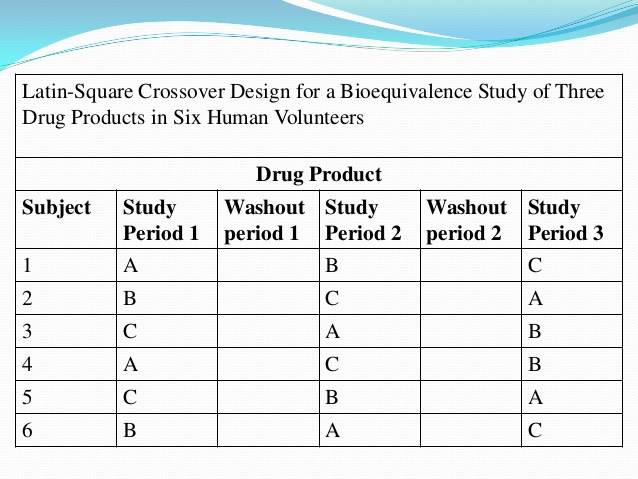 Latin-Square Crossover Design for a Bioequivalence Study of Three
Drug Products in Six Human Volunteers
Drug Product
Subject Study Period 1 Washout period 1 Study Period 2 Washout period 2 Study Period 3
1 A B C
2 B C A
3 C A B
4 A C B
5 C B A
6 B A C